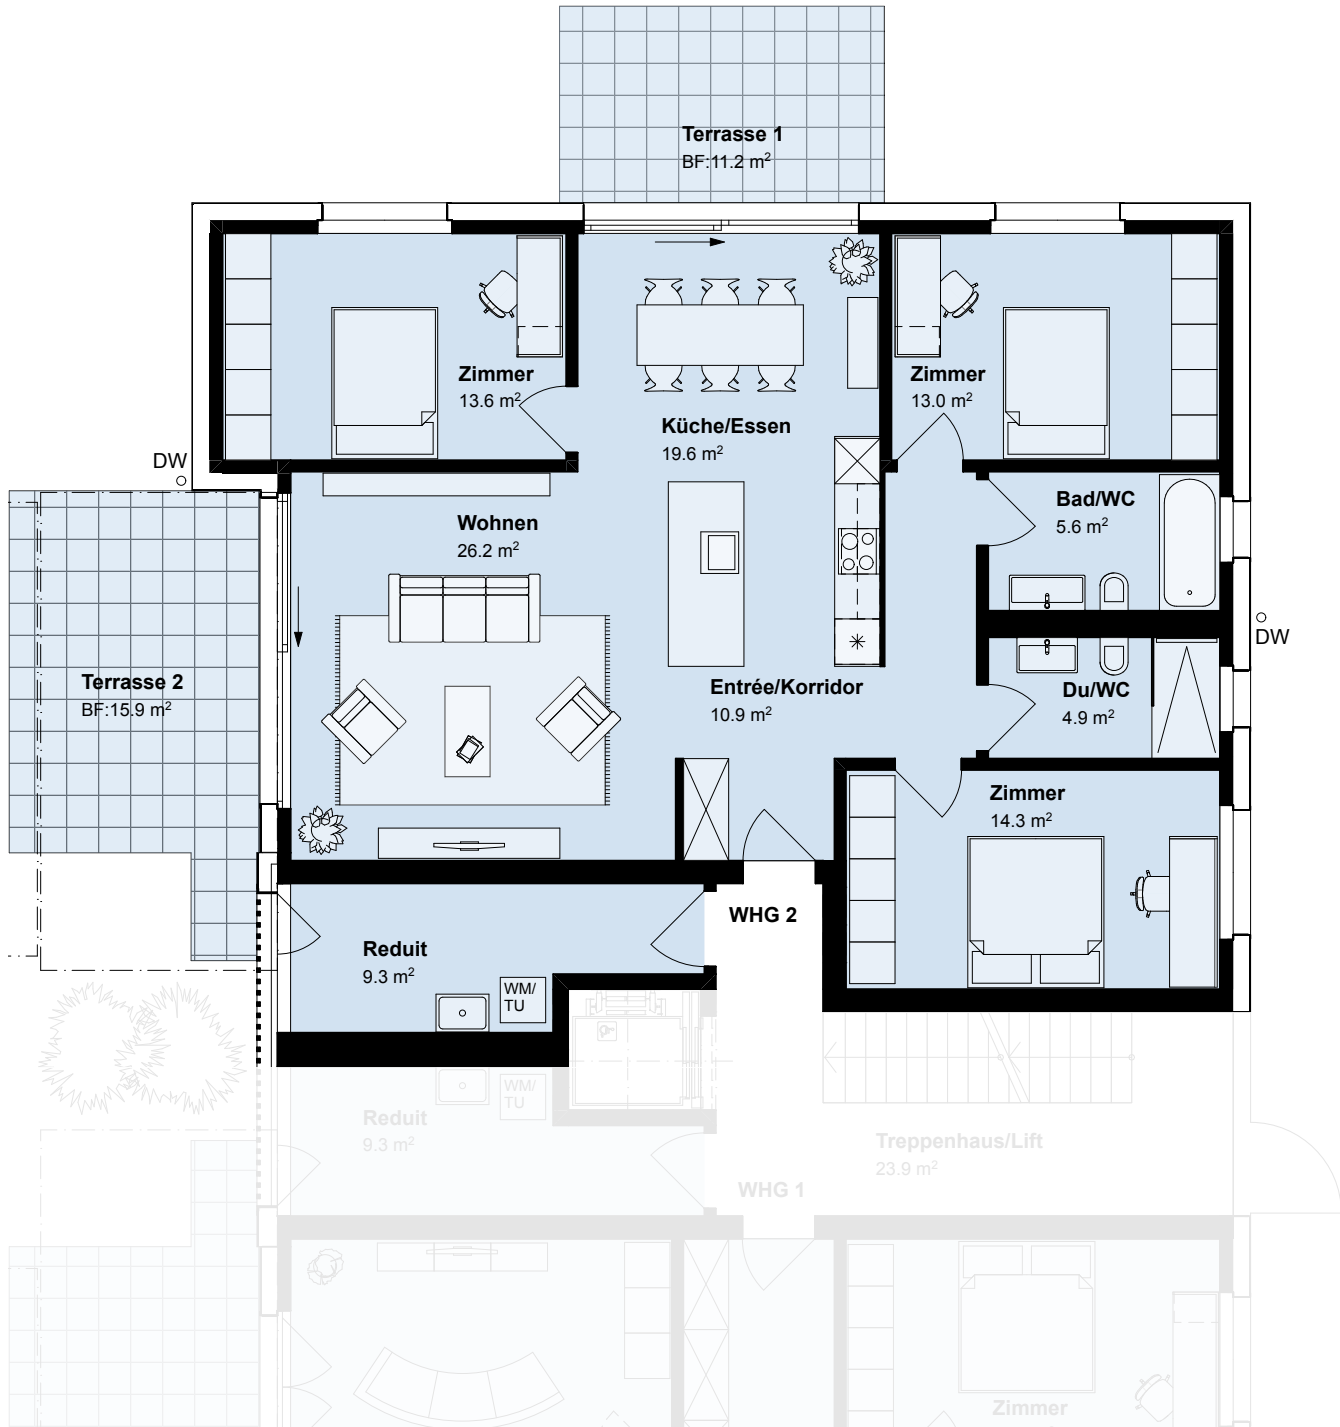 Terrasse 1
BF:11.2 m²
Zimmer
13.6 m²
Zimmer
13.0 m²
Küche/Essen
19.6 m²
DW
Wohnen
26.2 m²
Bad/WC
5.6 m²
DW
Terrasse 2
BF:15.9 m²
Entrée/Korridor
10.9 m²
Du/WC
4.9 m²
Zimmer
14.3 m²
WHG 2
Reduit
9.3 m²
WM/
TU
WM/
TU
Reduit
9.3 m²
Treppenhaus/Lift
23.9 m²
WHG 1
Zimmer